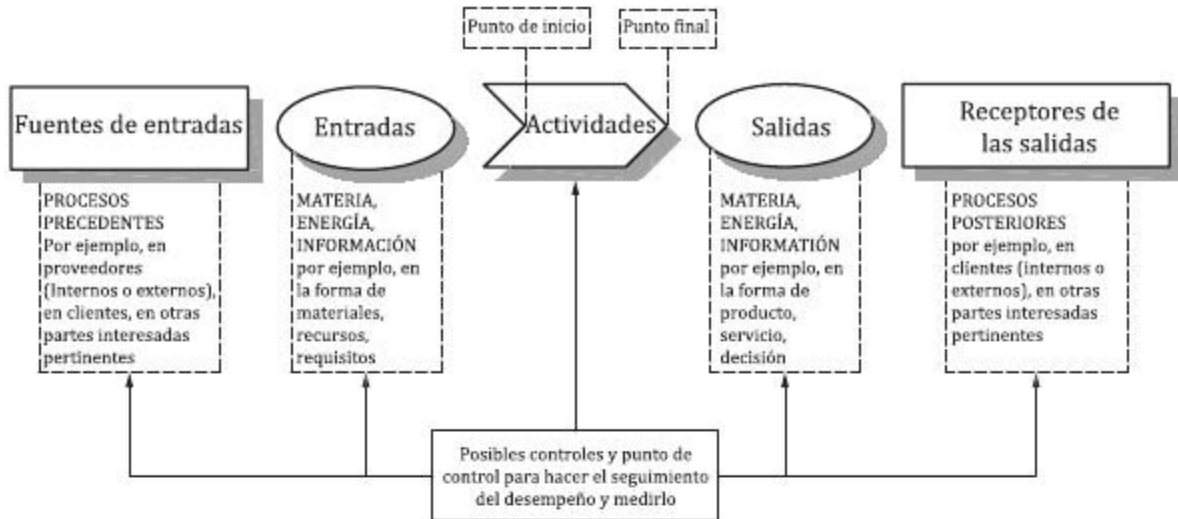 Punto de inicio
Punto final
Fuentes de entradas
Entradas
Actividades
Salidas
Receptores de
las salidas
PROCESOS
PRECEDENTES
Por ejemplo, en
proveedores
(Internos o externos),
en clientes, en otras
partes interesadas
pertinentes
MATERIA,
ENERGÍA,
INFORMACIÓN
por ejemplo, en
la forma de
materiales,
recursos,
requisitos
MATERIA,
ENERGÍA,
INFORMATIÓN
por ejemplo, en
la forma de
producto,
servicio,
decisión
PROCESOS
POSTERIORES
por ejemplo, en
clientes (internos o
externos), en otras
partes interesadas
pertinentes
Posibles controles y punto de
control para hacer el seguimiento
del desempeño y medirlo